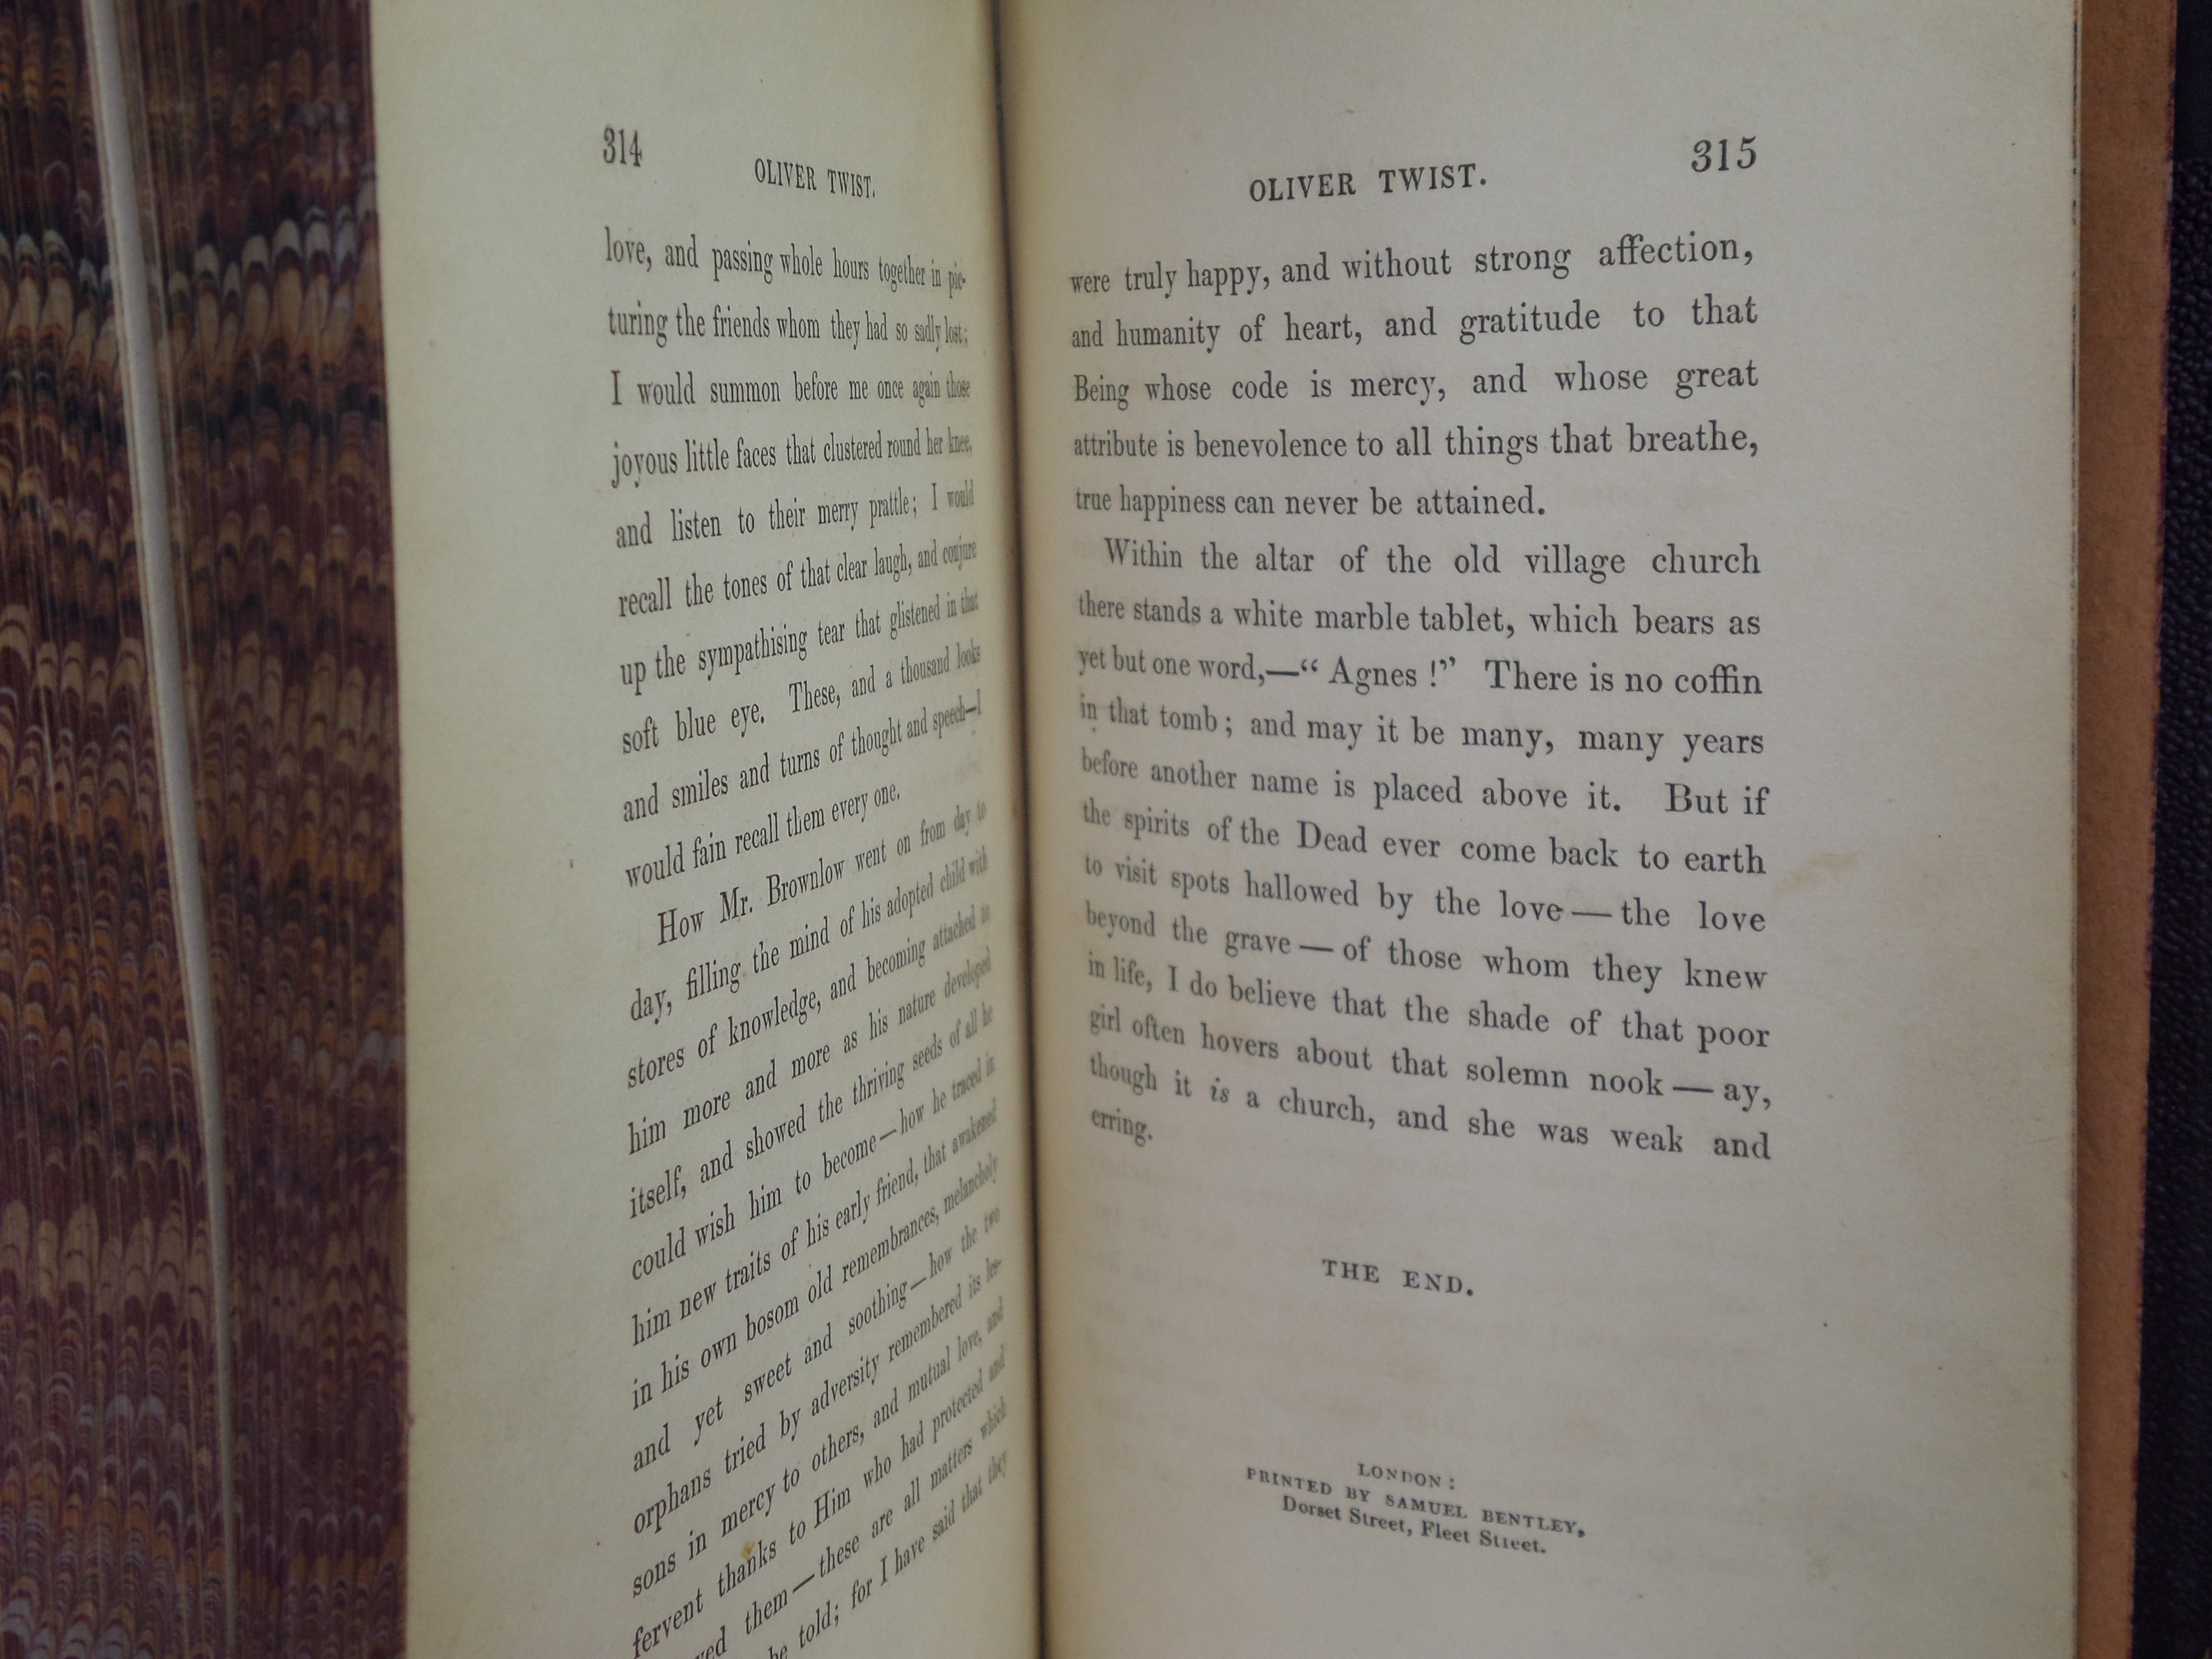 314
OLIVER TWIST.
love, and passing whole hours together in pic-
turing the friends whom they had so sadly lost;
I would summon before me once again those
joyous little faces that clustered round her knee,
and listen to their merry prattle; I would
recall the tones of that clear laugh, and conjure
up the sympathising tear that glistened in that
soft blue eye. These, and a thousand looks
and smiles and turns of thought and speech—I
would fain recall them every one.
How Mr. Brownlow went on from day to
day, filling the mind of his adopted child with
stores of knowledge, and becoming attached to
him more and more as his nature developed
itself, and showed the thriving seeds of all he
could wish him to become—how he traced in
him new traits of his early friend, that awakened
in his own bosom old remembrances, melancholy
and yet sweet and soothing—how the two
orphans tried by adversity remembered its les-
sons in mercy to others, and mutual love, and
fervent thanks to Him who had protected and
them—these are all matters which
told; for I have said that they
OLIVER TWIST.
315
were truly happy, and without strong affection,
and humanity of heart, and gratitude to that
Being whose code is mercy, and whose great
attribute is benevolence to all things that breathe,
true happiness can never be attained.
Within the altar of the old village church
there stands a white marble tablet, which bears as
yet but one word,—“ Agnes !” There is no coffin
in that tomb; and may it be many, many years
before another name is placed above it. But if
the spirits of the Dead ever come back to earth
to visit spots hallowed by the love—the love
beyond the grave—of those whom they knew
in life, I do believe that the shade of that poor
girl often hovers about that solemn nook—ay,
though it is a church, and she was weak and
erring.
THE END.
LONDON:
PRINTED BY SAMUEL BENTLEY,
Dorset Street, Fleet Street.